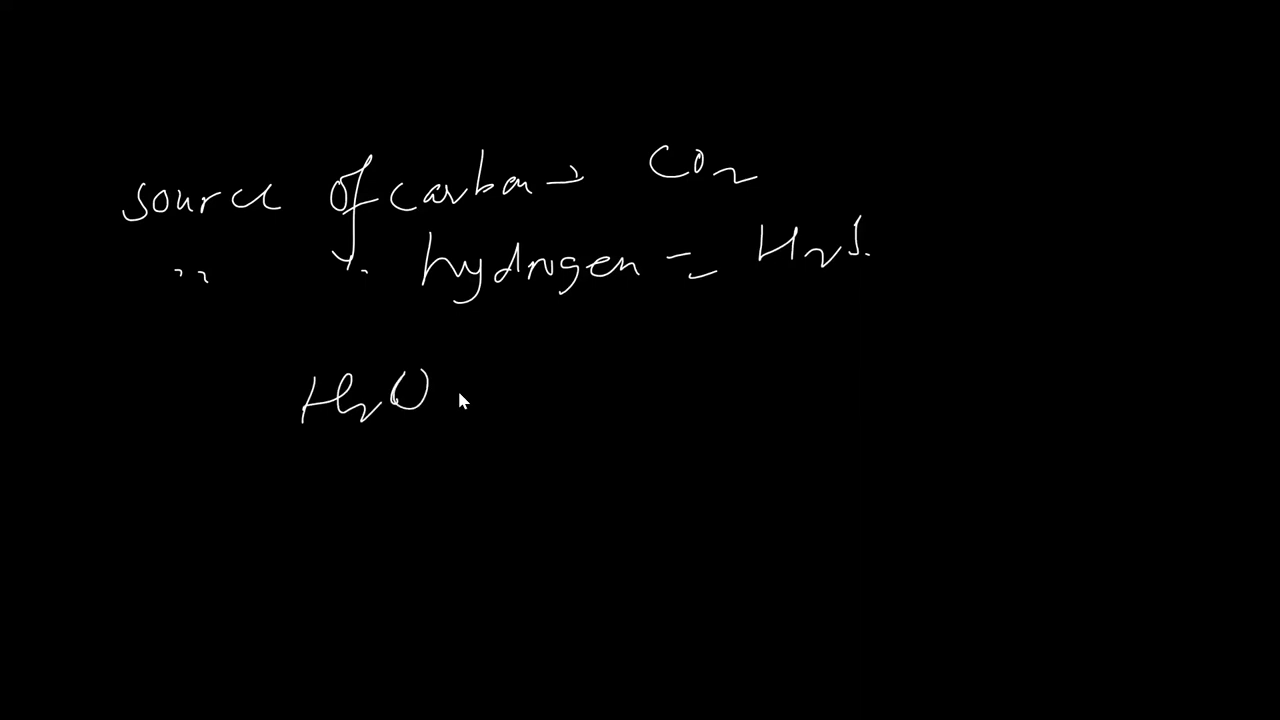 source of carbon → CO2
" " hydrogen = H2S.
H2O